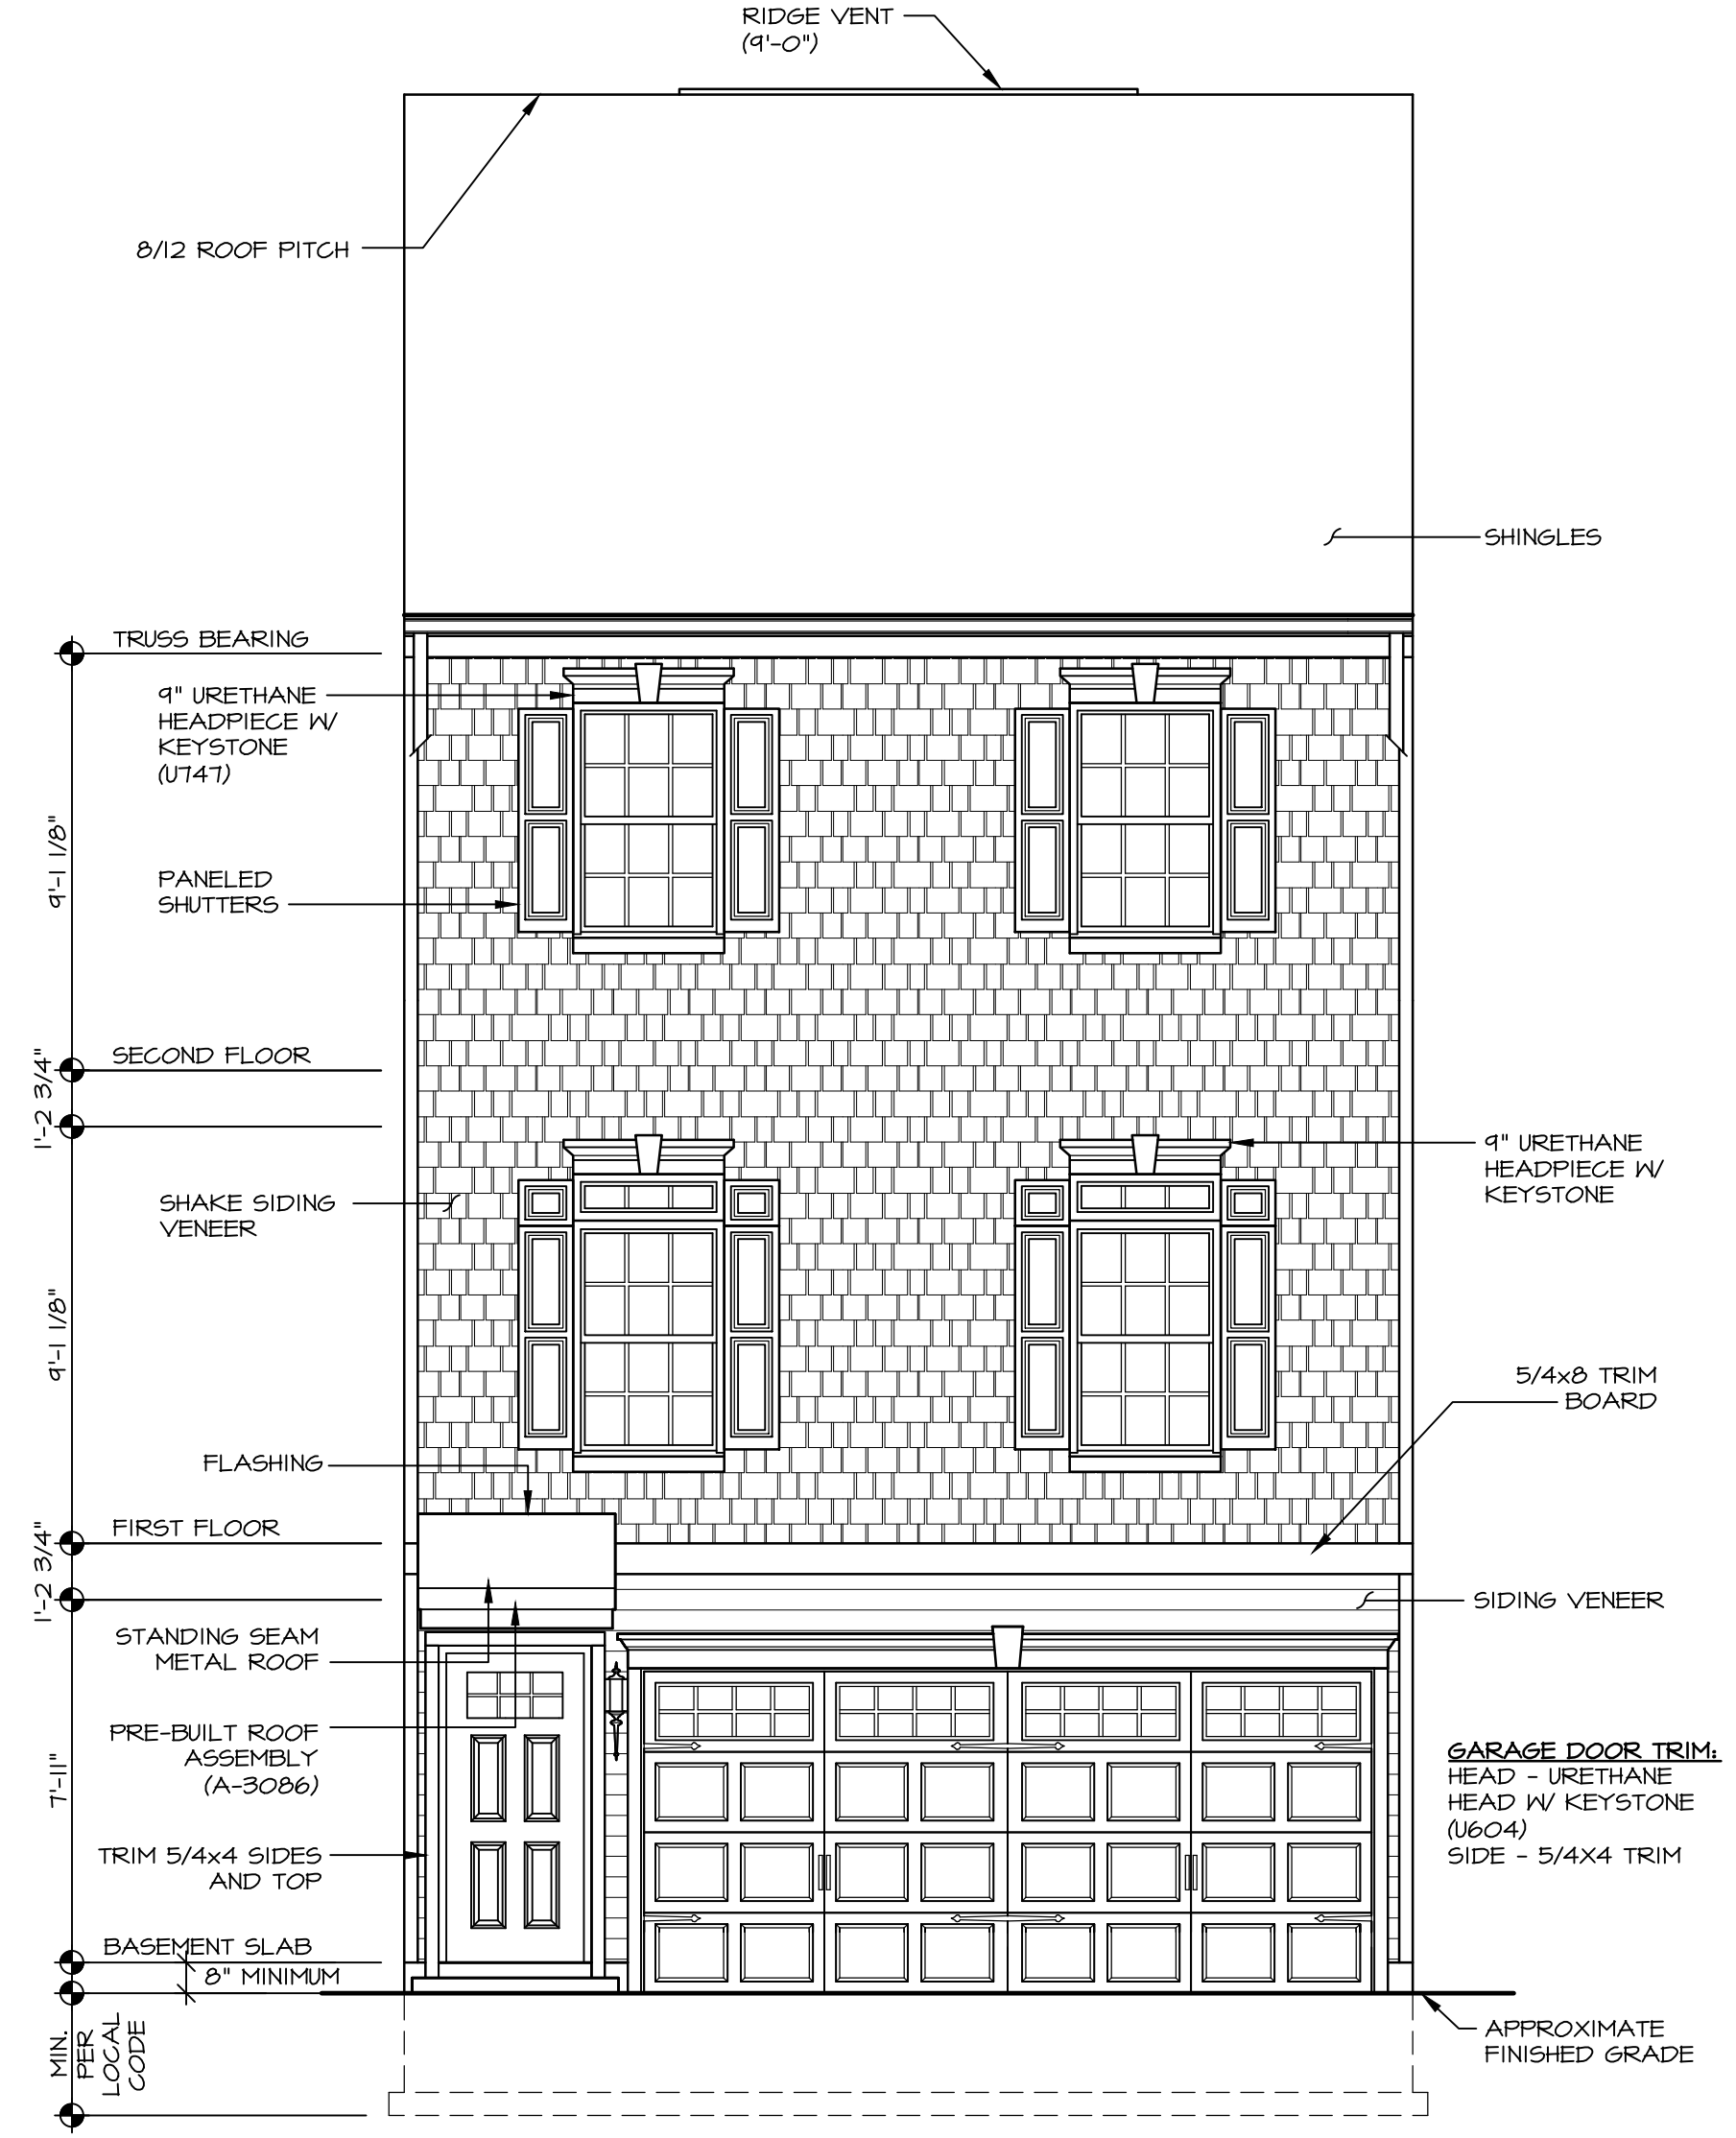 RIDGE VENT
(9'-0")
8/12 ROOF PITCH
SHINGLES
TRUSS BEARING
9" URETHANE
HEADPIECE W/
KEYSTONE
(U747)
9'-1 1/8"
PANELED
SHUTTERS
SECOND FLOOR
1'-2 3/4"
9" URETHANE
HEADPIECE W/
KEYSTONE
SHAKE SIDING
VENEER
9'-1 1/8"
5/4x8 TRIM
BOARD
FLASHING
FIRST FLOOR
1'-2 3/4"
SIDING VENEER
STANDING SEAM
METAL ROOF
PRE-BUILT ROOF
ASSEMBLY
(A-3086)
7'-11"
GARAGE DOOR TRIM:
HEAD - URETHANE
HEAD W/ KEYSTONE
(U604)
SIDE - 5/4X4 TRIM
TRIM 5/4x4 SIDES
AND TOP
BASEMENT SLAB
8" MINIMUM
MIN.
PER
LOCAL
CODE
APPROXIMATE
FINISHED GRADE